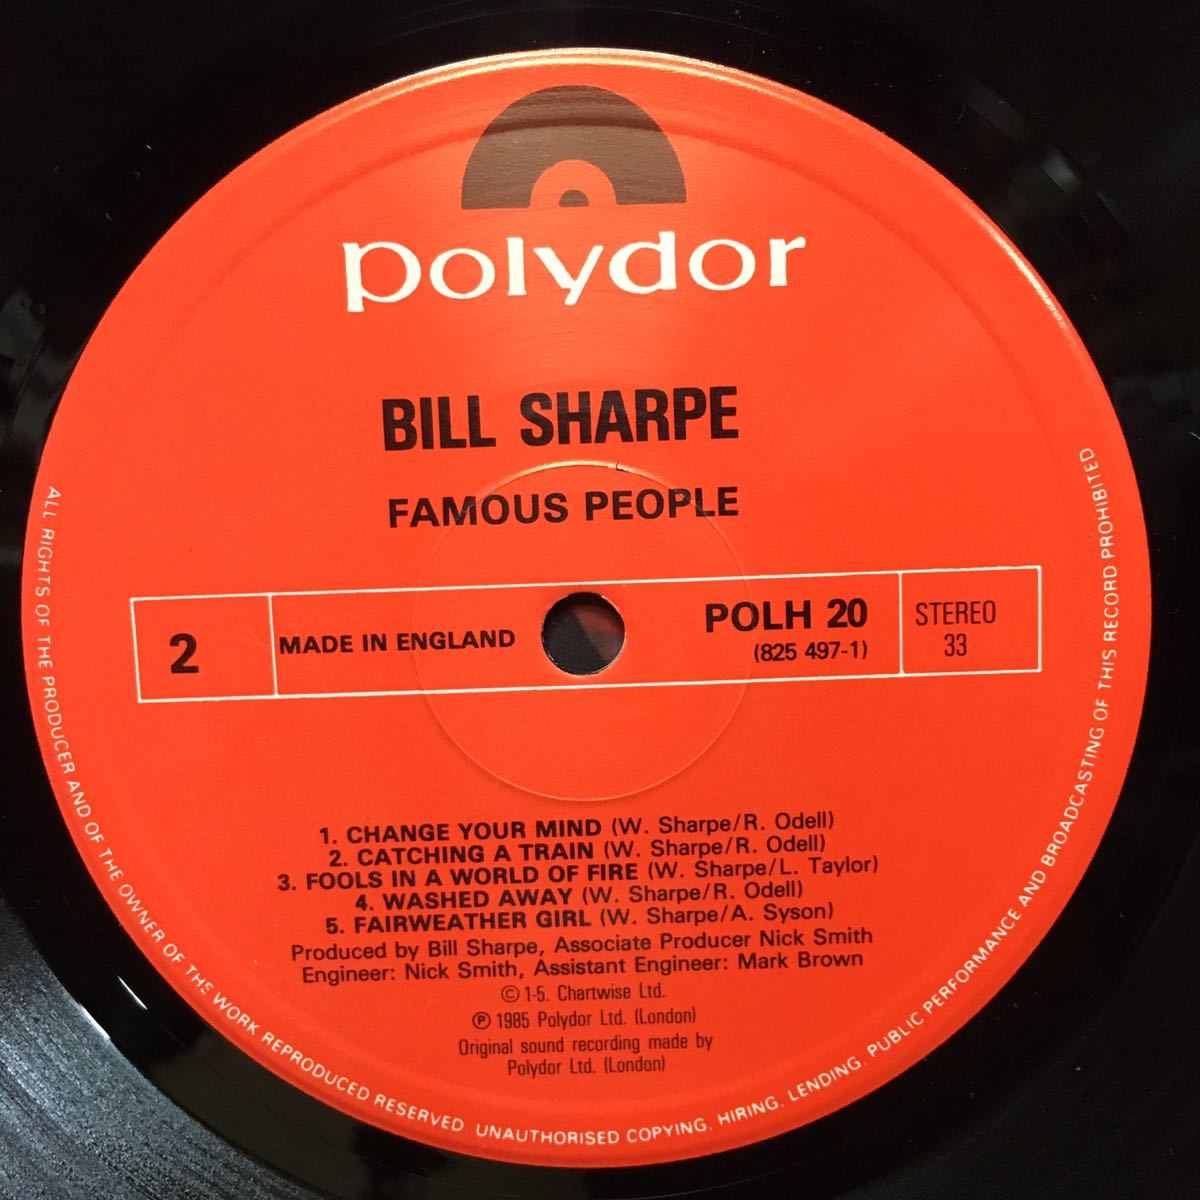 polydor
BILL SHARPE
FAMOUS PEOPLE
2
MADE IN ENGLAND
POLH 20
(825 497-1)
STEREO
33
1. CHANGE YOUR MIND (W. Sharpe/R. Odell)
2. CATCHING A TRAIN (W. Sharpe/R. Odell)
3. FOOLS IN A WORLD OF FIRE (W. Sharpe/L. Taylor)
4. WASHED AWAY (W. Sharpe/R. Odell)
5. FAIRWEATHER GIRL (W. Sharpe/A. Syson)
Produced by Bill Sharpe, Associate Producer Nick Smith
Engineer: Nick Smith, Assistant Engineer: Mark Brown
© 1-5. Chartwise Ltd.
℗ 1985 Polydor Ltd. (London)
Original sound recording made by
Polydor Ltd. (London)
ALL RIGHTS OF THE PRODUCER AND OF THE OWNER OF THE WORK REPRODUCED RESERVED UNAUTHORISED COPYING, HIRING, LENDING, PUBLIC PERFORMANCE AND BROADCASTING OF THIS RECORD PROHIBITED